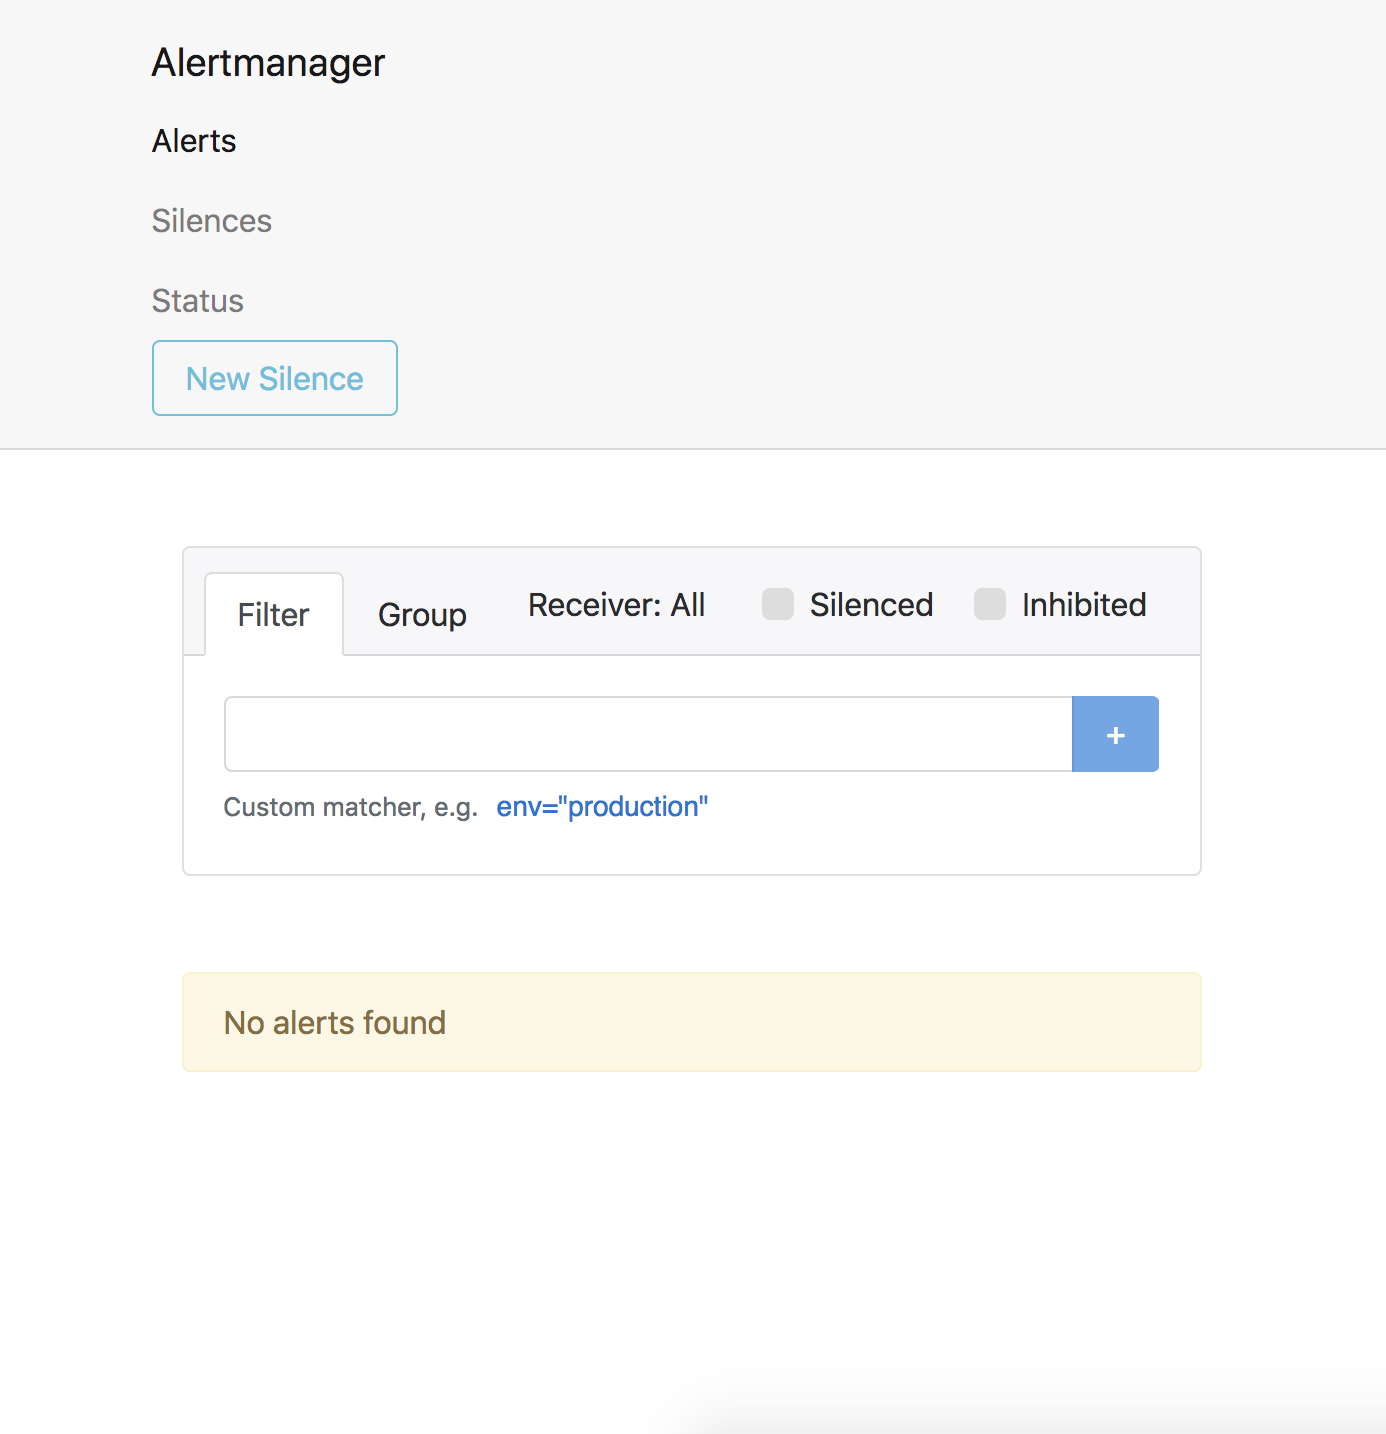 Alertmanager
Alerts
Silences
Status
New Silence
Filter Group Receiver: All Silenced Inhibited
+
Custom matcher, e.g. env="production"
No alerts found